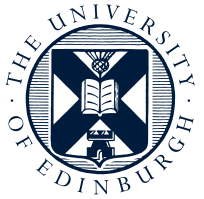 · THE UNIVERSITY ·
OF EDINBURGH